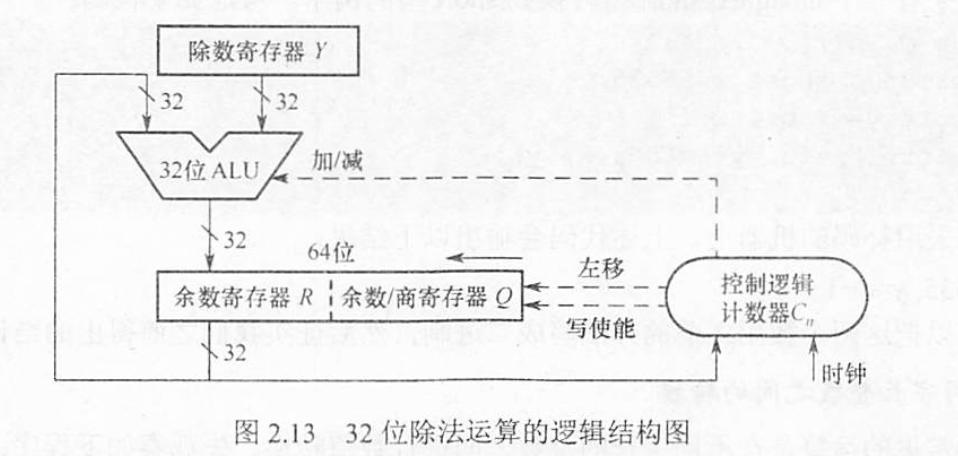 除数寄存器 Y
32
32
32位 ALU
加/减
32
64位
余数寄存器 R
余数/商寄存器 Q
左移
写使能
控制逻辑
计数器Cn
32
时钟
图 2.13 32 位除法运算的逻辑结构图